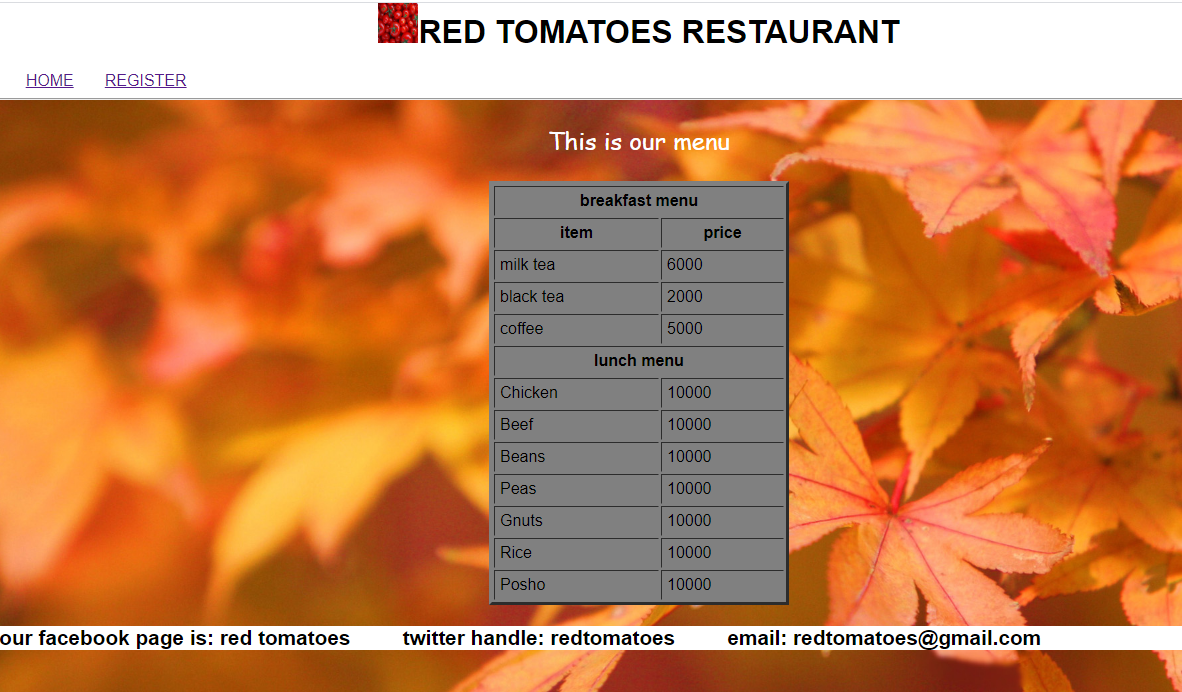 RED TOMATOES RESTAURANT
HOME REGISTER
This is our menu
breakfast menu
item price
milk tea 6000
black tea 2000
coffee 5000
lunch menu
Chicken 10000
Beef 10000
Beans 10000
Peas 10000
Gnuts 10000
Rice 10000
Posho 10000
our facebook page is: red tomatoes twitter handle: redtomatoes email: redtomatoes@gmail.com